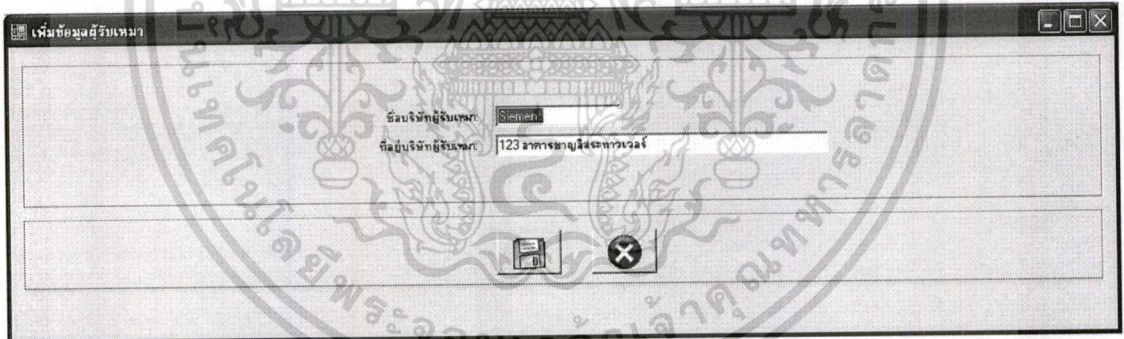 เพิ่มข้อมูลผู้รับเหมา
ชื่อบริษัทผู้รับเหมา: Siemens
ที่อยู่บริษัทผู้รับเหมา: 123 อาคารชาญอิสระทาวเวอร์